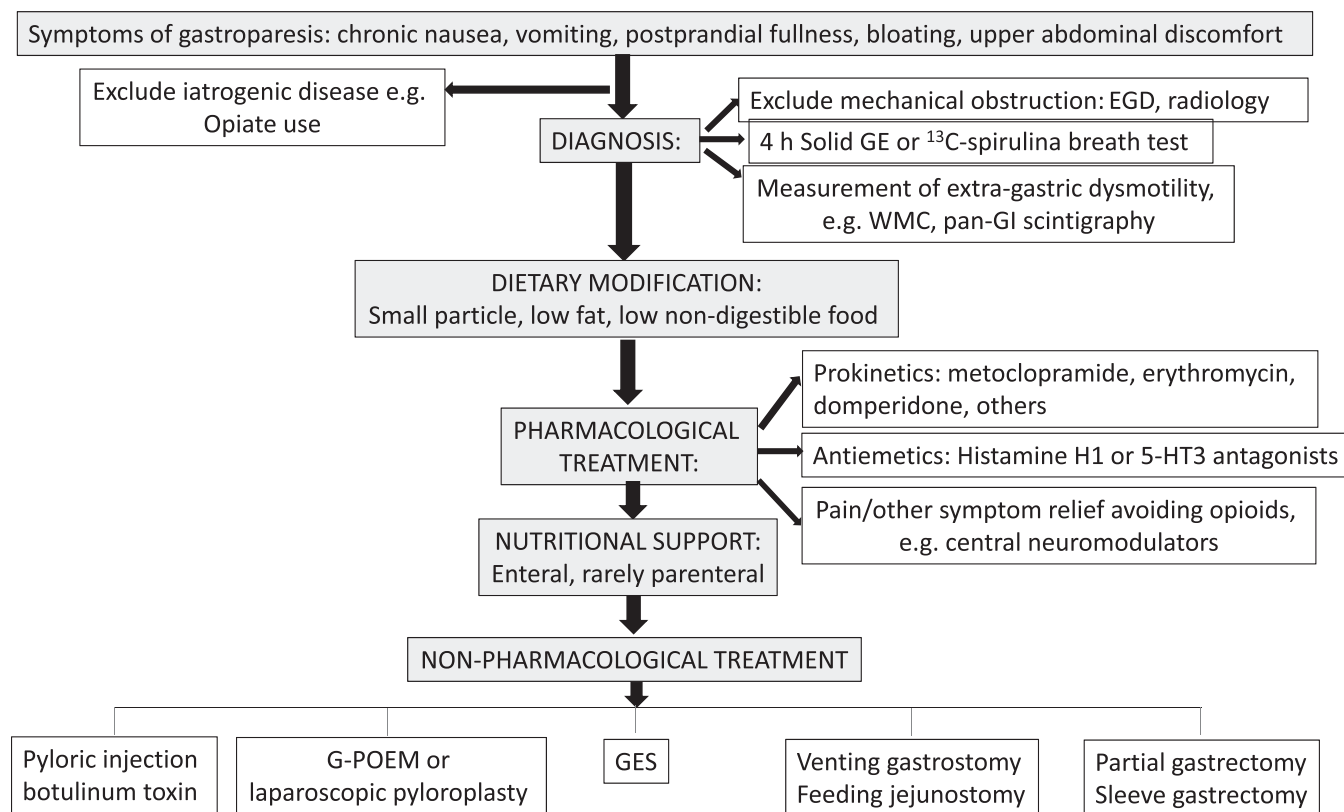 Symptoms of gastroparesis: chronic nausea, vomiting, postprandial fullness, bloating, upper abdominal discomfort
Exclude iatrogenic disease e.g.
Opiate use
DIAGNOSIS:
Exclude mechanical obstruction: EGD, radiology
4 h Solid GE or ¹³C-spirulina breath test
Measurement of extra-gastric dysmotility,
e.g. WMC, pan-GI scintigraphy
DIETARY MODIFICATION:
Small particle, low fat, low non-digestible food
PHARMACOLOGICAL
TREATMENT:
Prokinetics: metoclopramide, erythromycin,
domperidone, others
Antiemetics: Histamine H1 or 5-HT3 antagonists
Pain/other symptom relief avoiding opioids,
e.g. central neuromodulators
NUTRITIONAL SUPPORT:
Enteral, rarely parenteral
NON-PHARMACOLOGICAL TREATMENT
Pyloric injection
botulinum toxin
G-POEM or
laparoscopic pyloroplasty
GES
Venting gastrostomy
Feeding jejunostomy
Partial gastrectomy
Sleeve gastrectomy